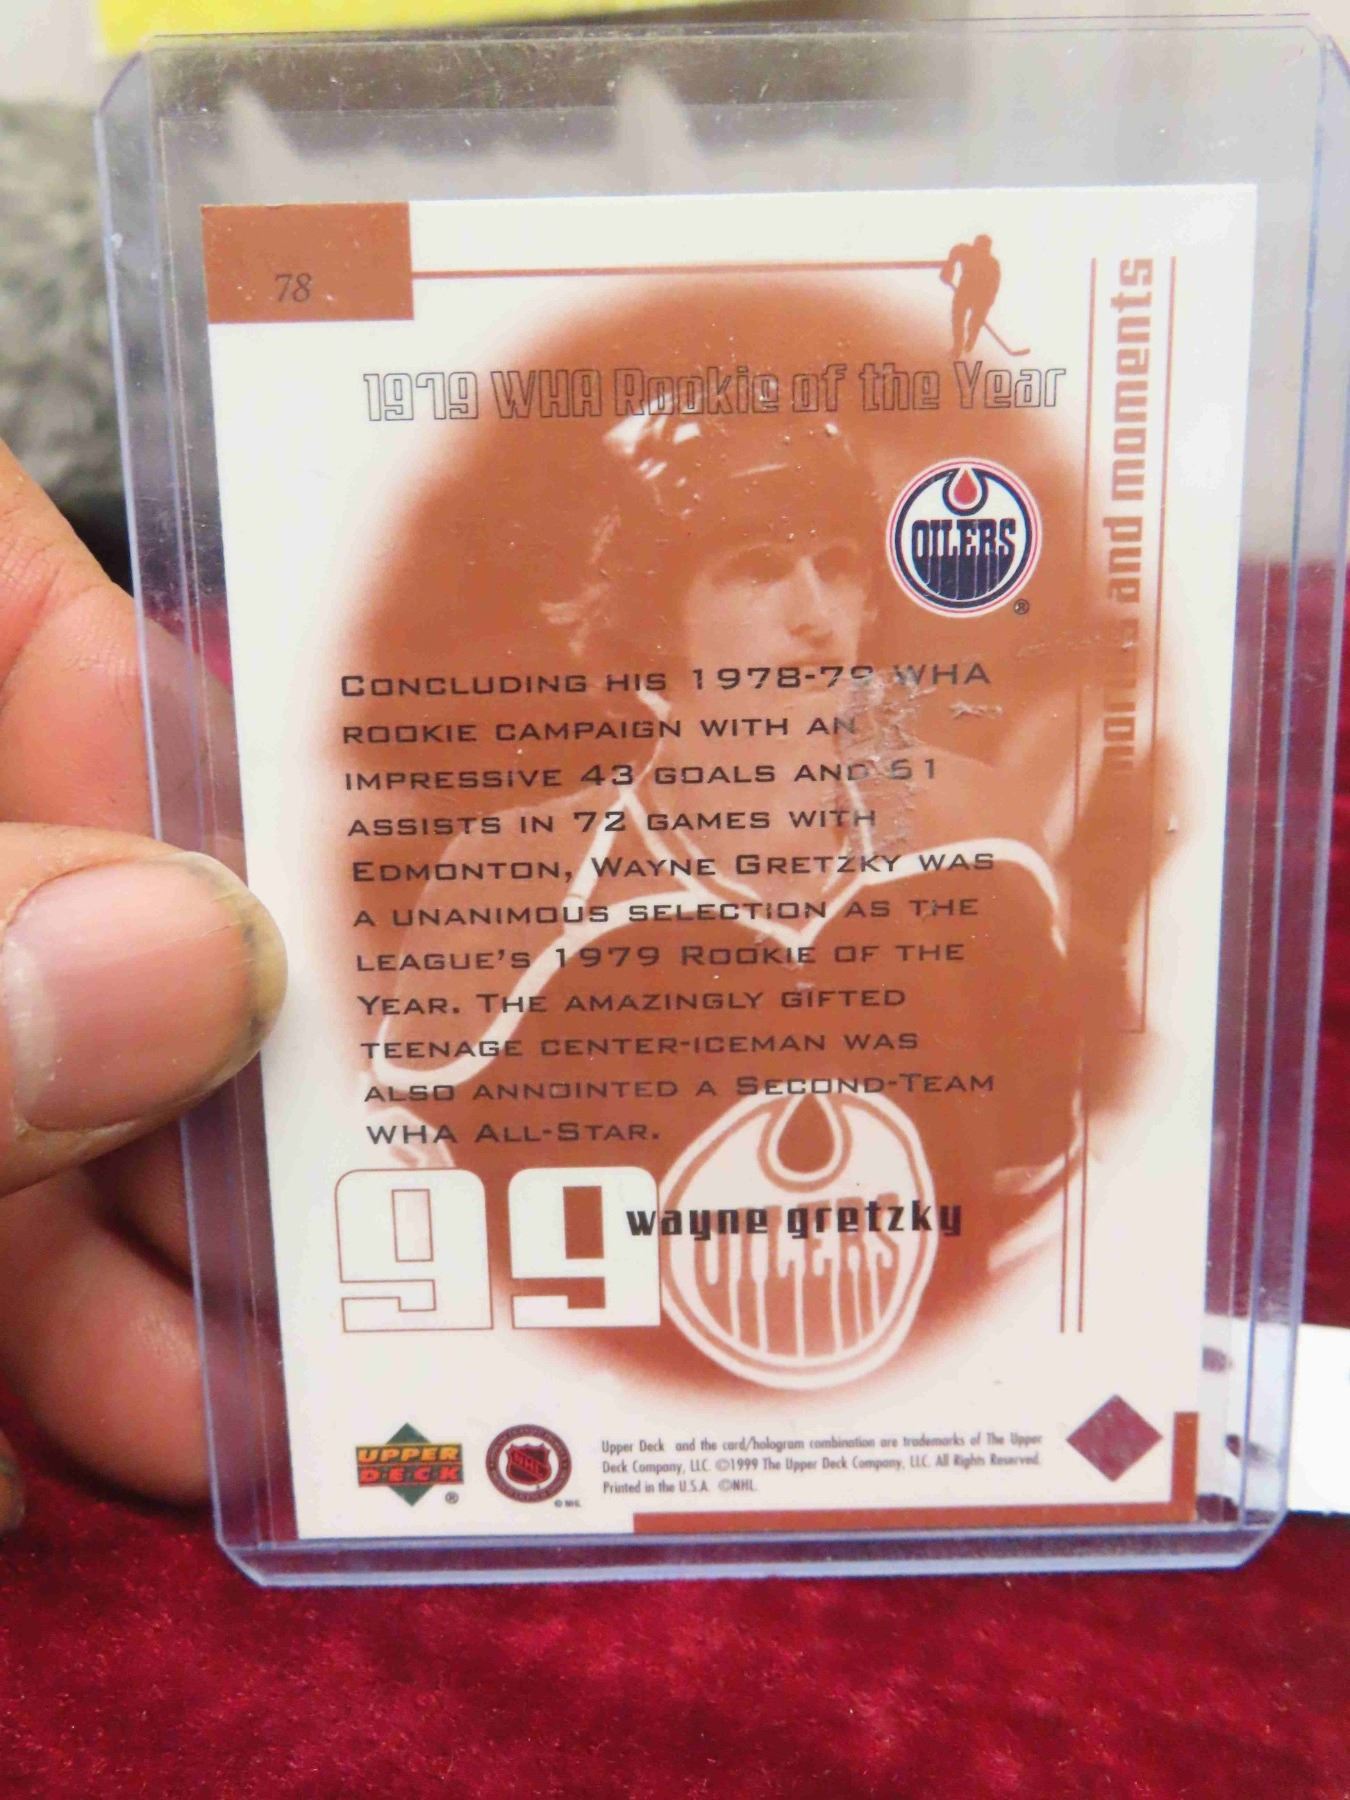 78
1979 WHA Rookie of the Year
and moments
OILERS
®
CONCLUDING HIS 1978-79 WHA
ROOKIE CAMPAIGN WITH AN
IMPRESSIVE 43 GOALS AND 61
ASSISTS IN 72 GAMES WITH
EDMONTON, WAYNE GRETZKY WAS
A UNANIMOUS SELECTION AS THE
LEAGUE'S 1979 ROOKIE OF THE
YEAR. THE AMAZINGLY GIFTED
TEENAGE CENTER-ICEMAN WAS
ALSO ANNOINTED A SECOND-TEAM
WHA ALL-STAR.
99 wayne gretzky
OILERS
UPPER
DECK
®
NHL
© NHL
Upper Deck and the card/hologram combination are trademarks of The Upper
Deck Company, LLC. ©1999 The Upper Deck Company, LLC. All Rights Reserved.
Printed in the U.S.A. ©NHL.